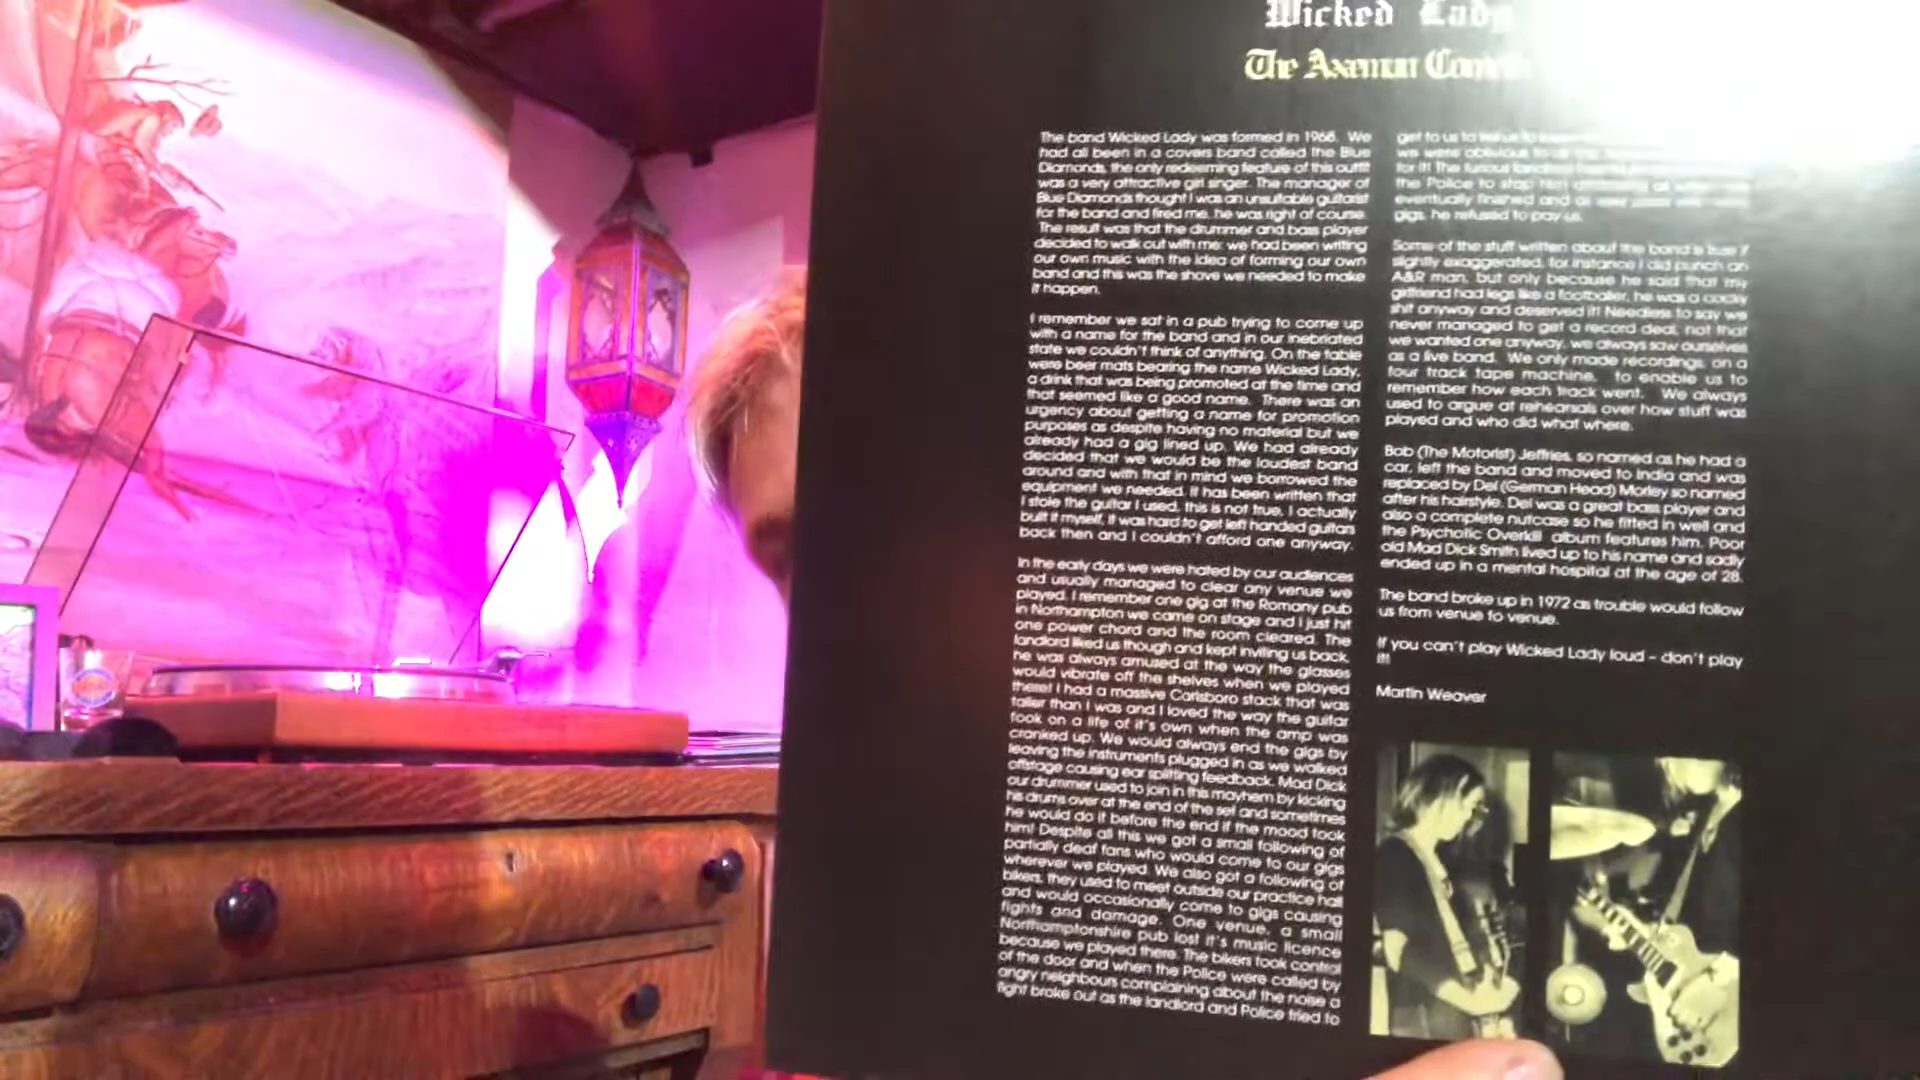 Wicked Lady
The Axeman
The band Wicked Lady was formed in 1968. We
had all been in a covers band called the Blue
Diamonds, the only redeeming feature of this outfit
was a very attractive girl singer. The manager of
Blue Diamonds thought I was an unsuitable guitarist
for the band and fired me, he was right of course.
The result was that the drummer and bass player
decided to walk out with me; we had been writing
our own music with the idea of forming our own
band and this was the shove we needed to make
it happen.
I remember we sat in a pub trying to come up
with a name for the band and in our inebriated
state we couldn't think of anything. On the table
were beer mats bearing the name Wicked Lady,
a drink that was being promoted at the time and
that seemed like a good name. There was an
urgency about getting a name for promotion
purposes as despite having no material but we
already had a gig lined up. We had already
decided that we would be the loudest band
around and with that in mind we borrowed the
equipment we needed. It has been written that
I stole the guitar I used, this is not true, I actually
built it myself, it was hard to get left handed guitars
back then and I couldn't afford one anyway.
In the early days we were hated by our audiences
and usually managed to clear any venue we
played. I remember one gig at the Romany pub
in Northampton we came on stage and I just hit
one power chord and the room cleared. The
landlord liked us though and kept inviting us back,
he was always amused at the way the glasses
would vibrate off the shelves when we played
there! I had a massive Carlsboro stack that was
taller than I was and I loved the way the guitar
took on a life of it's own when the amp was
cranked up. We would always end the gigs by
leaving the instruments plugged in as we walked
offstage causing ear splitting feedback. Mad Dick
our drummer used to join in this mayhem by kicking
his drums over at the end of the set and sometimes
he would do it before the end if the mood took
him! Despite all this we got a small following of
partially deaf fans who would come to our gigs
wherever we played. We also got a following of
bikers, they used to meet outside our practice hall
and would occasionally come to gigs causing
fights and damage. One venue, a small
Northamptonshire pub lost it's music licence
because we played there. The bikers took control
of the door and when the Police were called by
angry neighbours complaining about the noise a
fight broke out as the landlord and Police tried to
get to us to
we were oblivious to
for it! The furious
the Police to stop him
eventually finished and
gigs, he refused to pay us.
Some of the stuff written about the band is true if
slightly exaggerated, for instance I did punch an
A&R man, but only because he said that my
girlfriend had legs like a footballer, he was a cocky
shit anyway and deserved it! Needless to say we
never managed to get a record deal, not that
we wanted one anyway, we always saw ourselves
as a live band. We only made recordings, on a
four track tape machine, to enable us to
remember how each track went. We always
used to argue at rehearsals over how stuff was
played and who did what where.
Bob (The Motorist) Jeffries, so named as he had a
car, left the band and moved to India and was
replaced by Del (German Head) Morley so named
after his hairstyle. Del was a great bass player and
also a complete nutcase so he fitted in well and
the Psychotic Overkill album features him. Poor
old Mad Dick Smith lived up to his name and sadly
ended up in a mental hospital at the age of 28.
The band broke up in 1972 as trouble would follow
us from venue to venue.
If you can't play Wicked Lady loud – don't play
it!!
Martin Weaver